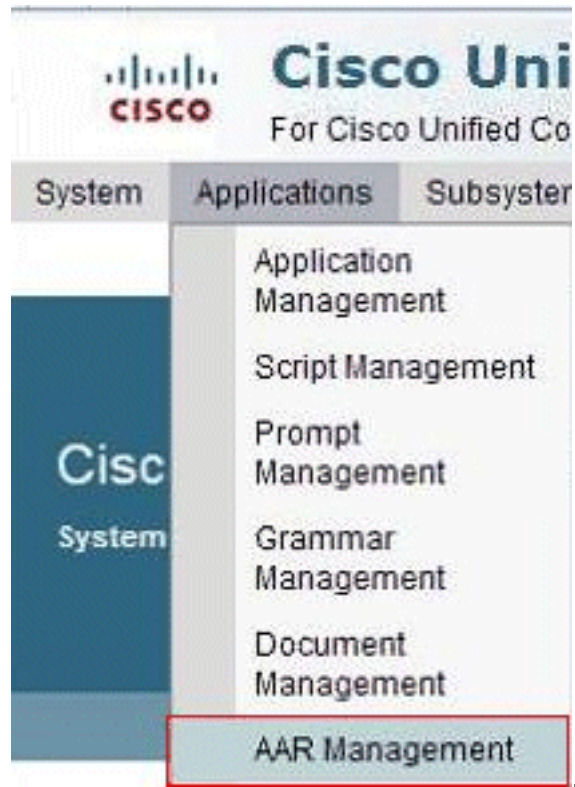 CISCO
Cisco Uni
For Cisco Unified Co
System Applications Subsyster
Application
Management
Script Management
Prompt
Management
Cisc
System
Grammar
Management
Document
Management
AAR Management